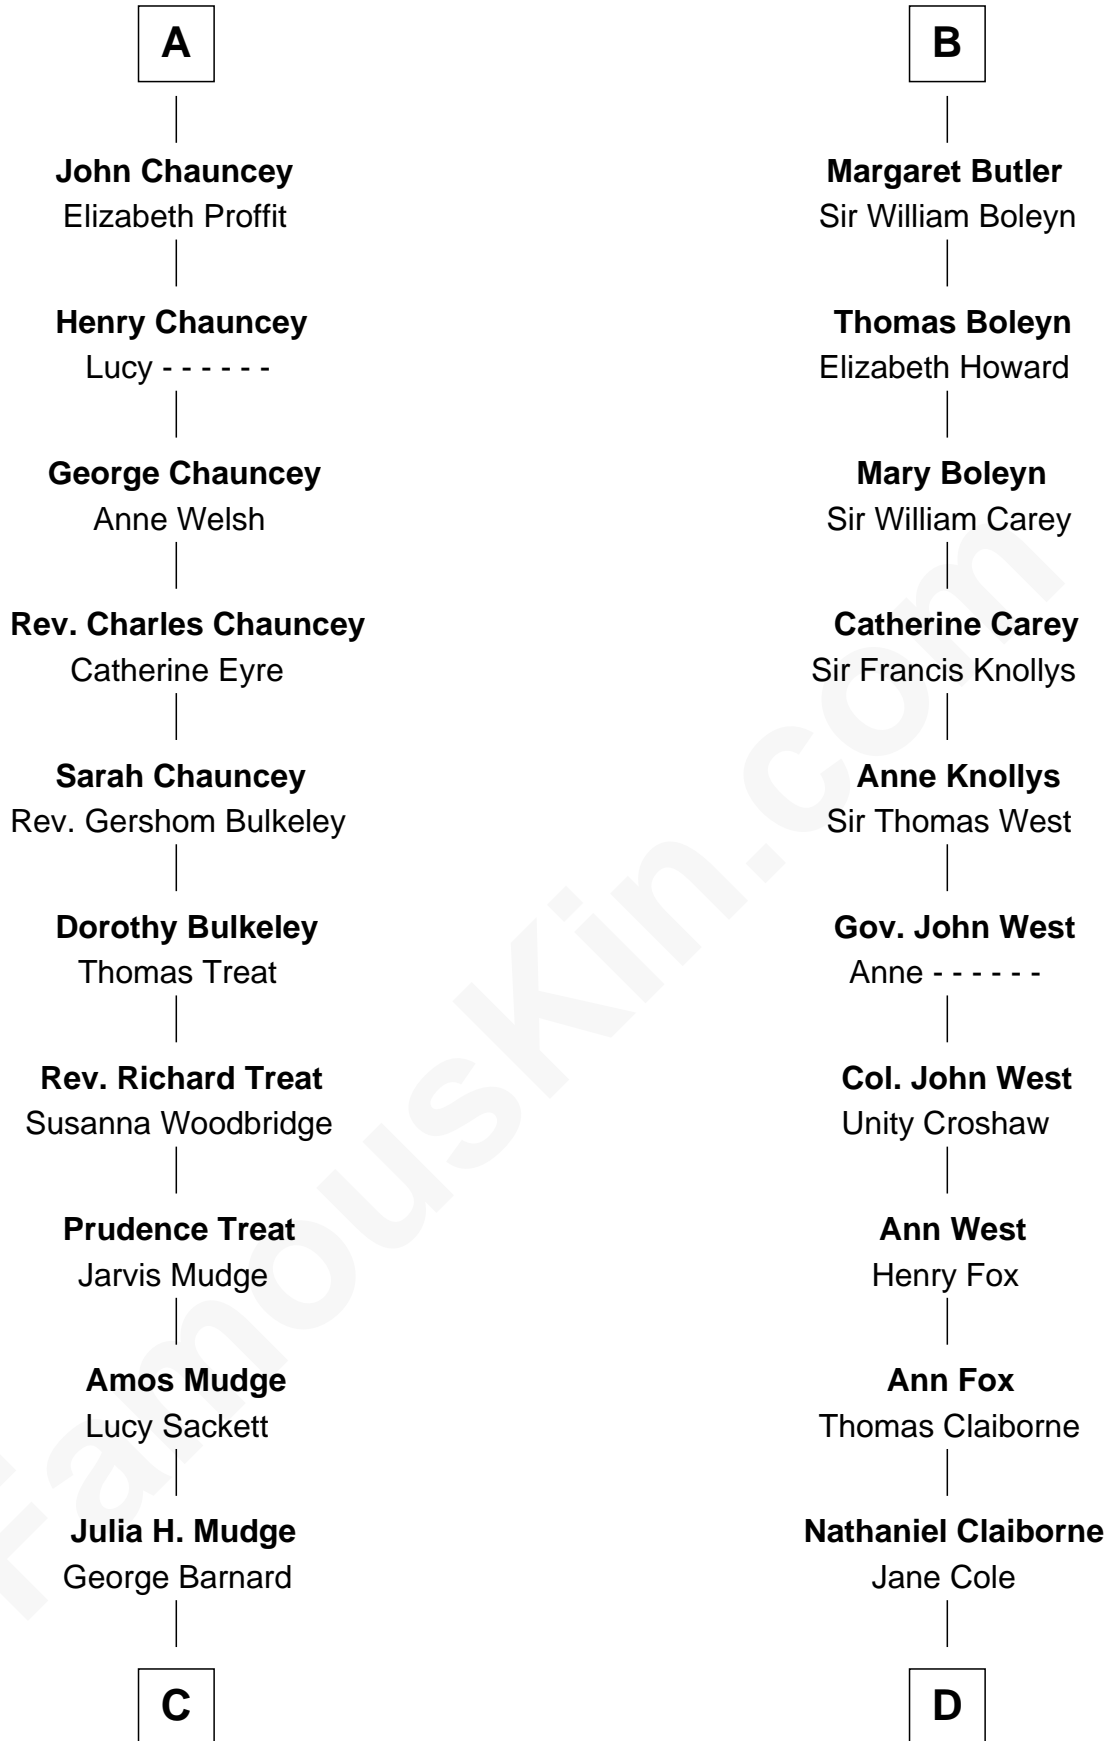 A
John Chauncey
Elizabeth Proffit
Henry Chauncey
Lucy - - - - - -
George Chauncey
Anne Welsh
Rev. Charles Chauncey
Catherine Eyre
Sarah Chauncey
Rev. Gershom Bulkeley
Dorothy Bulkeley
Thomas Treat
Rev. Richard Treat
Susanna Woodbridge
Prudence Treat
Jarvis Mudge
Amos Mudge
Lucy Sackett
Julia H. Mudge
George Barnard
C
B
Margaret Butler
Sir William Boleyn
Thomas Boleyn
Elizabeth Howard
Mary Boleyn
Sir William Carey
Catherine Carey
Sir Francis Knollys
Anne Knollys
Sir Thomas West
Gov. John West
Anne - - - - - -
Col. John West
Unity Croshaw
Ann West
Henry Fox
Ann Fox
Thomas Claiborne
Nathaniel Claiborne
Jane Cole
D
FamousKin.com